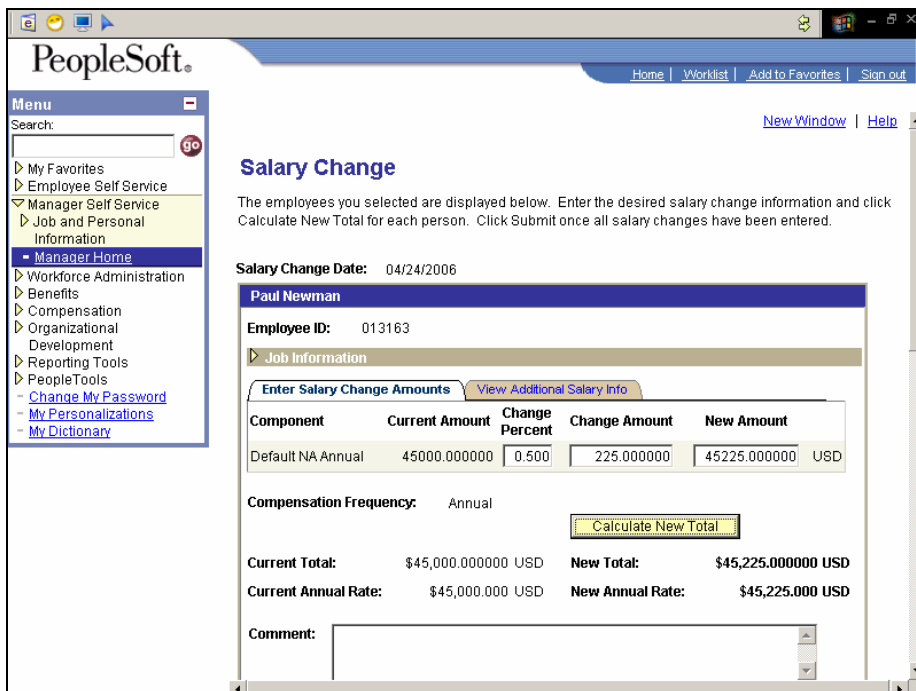 PeopleSoft®
Home | Worklist | Add to Favorites | Sign out
Menu
Search:
go
My Favorites
Employee Self Service
Manager Self Service
Job and Personal
Information
- Manager Home
Workforce Administration
Benefits
Compensation
Organizational
Development
Reporting Tools
PeopleTools
- Change My Password
- My Personalizations
- My Dictionary
New Window | Help
Salary Change
The employees you selected are displayed below. Enter the desired salary change information and click
Calculate New Total for each person. Click Submit once all salary changes have been entered.
Salary Change Date: 04/24/2006
Paul Newman
Employee ID: 013163
Job Information
Enter Salary Change Amounts View Additional Salary Info
Component Current Amount Change Percent Change Amount New Amount
Default NA Annual 45000.000000 0.500 225.000000 45225.000000 USD
Compensation Frequency: Annual
Calculate New Total
Current Total: $45,000.000000 USD New Total: $45,225.000000 USD
Current Annual Rate: $45,000.000 USD New Annual Rate: $45,225.000 USD
Comment: